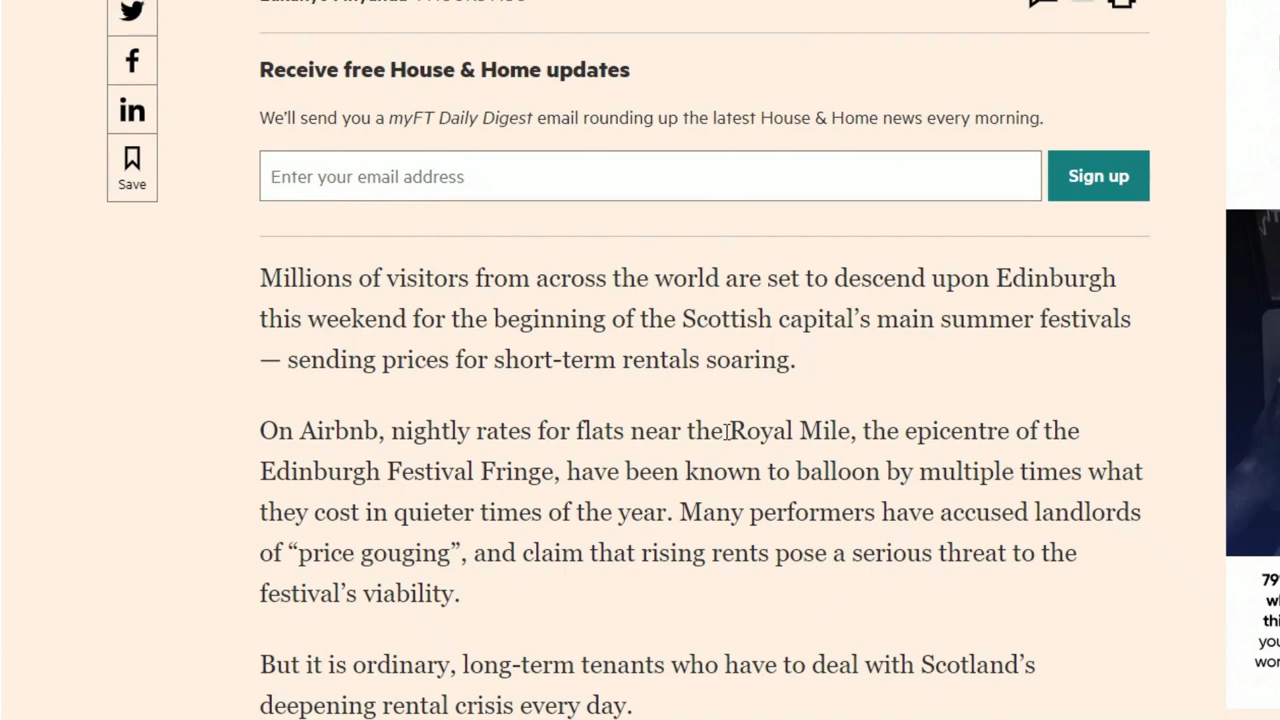 Receive free House & Home updates
We'll send you a myFT Daily Digest email rounding up the latest House & Home news every morning.
Enter your email address
Sign up
f
in
Save
Millions of visitors from across the world are set to descend upon Edinburgh
this weekend for the beginning of the Scottish capital's main summer festivals
— sending prices for short-term rentals soaring.
On Airbnb, nightly rates for flats near the Royal Mile, the epicentre of the
Edinburgh Festival Fringe, have been known to balloon by multiple times what
they cost in quieter times of the year. Many performers have accused landlords
of “price gouging”, and claim that rising rents pose a serious threat to the
festival's viability.
But it is ordinary, long-term tenants who have to deal with Scotland's
deepening rental crisis every day.